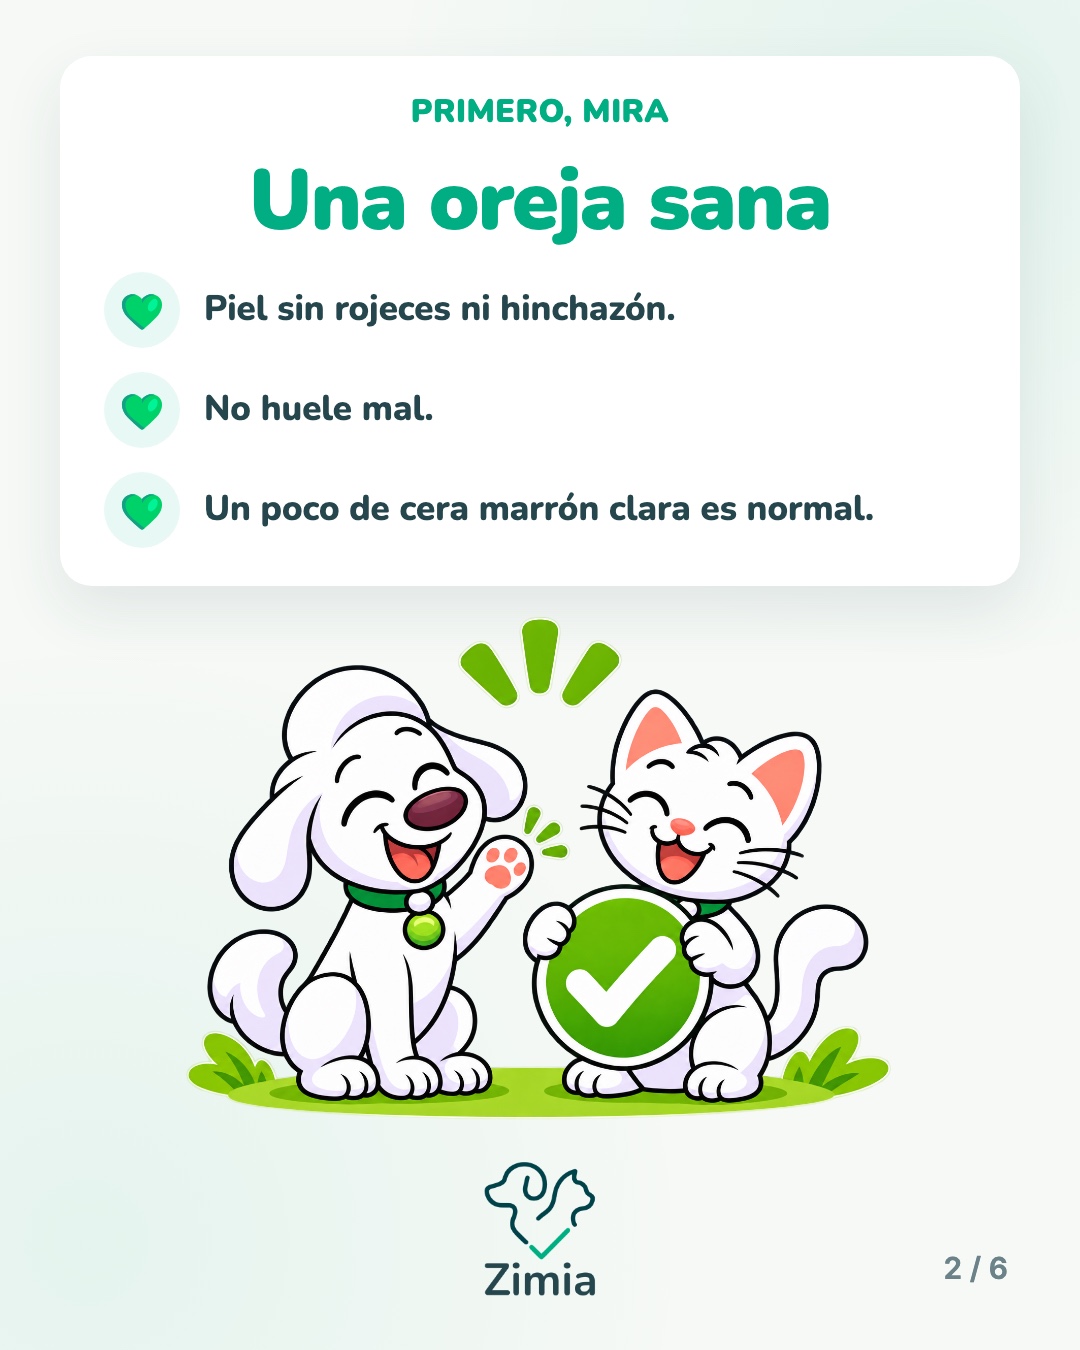 PRIMERO, MIRA
Una oreja sana
Piel sin rojeces ni hinchazón.
No huele mal.
Un poco de cera marrón clara es normal.
Zimia
2 / 6